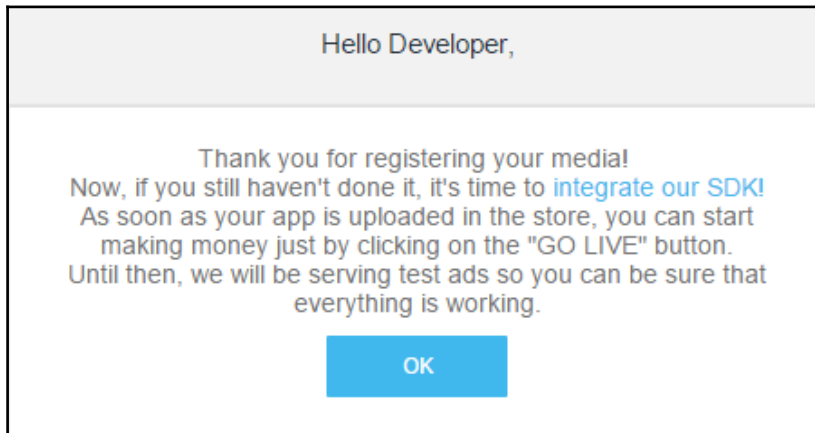 Hello Developer,
Thank you for registering your media!
Now, if you still haven't done it, it's time to integrate our SDK!
As soon as your app is uploaded in the store, you can start
making money just by clicking on the "GO LIVE" button.
Until then, we will be serving test ads so you can be sure that
everything is working.
OK